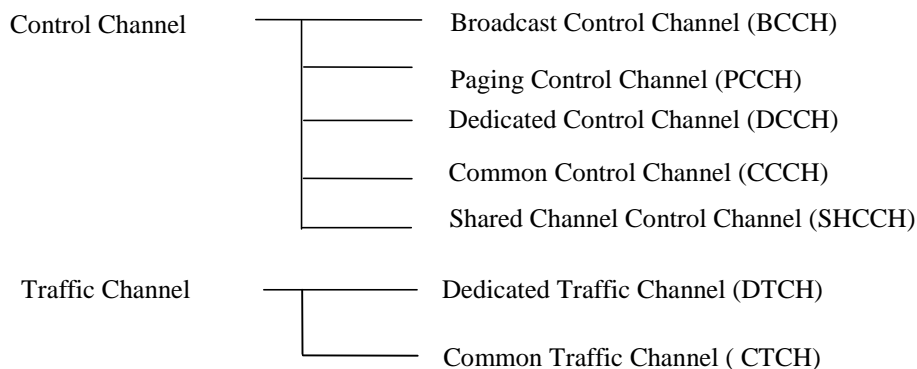 Control Channel
Broadcast Control Channel (BCCH)
Paging Control Channel (PCCH)
Dedicated Control Channel (DCCH)
Common Control Channel (CCCH)
Shared Channel Control Channel (SHCCH)
Traffic Channel
Dedicated Traffic Channel (DTCH)
Common Traffic Channel ( CTCH)